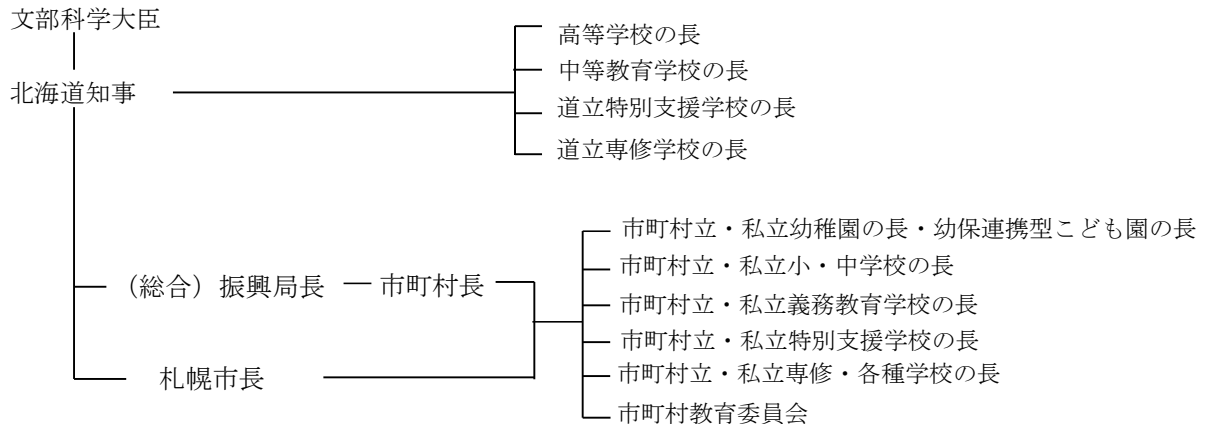 文部科学大臣
北海道知事
高等学校の長
中等教育学校の長
道立特別支援学校の長
道立専修学校の長
(総合)振興局長
市町村長
札幌市長
市町村立・私立幼稚園の長・幼保連携型こども園の長
市町村立・私立小・中学校の長
市町村立・私立義務教育学校の長
市町村立・私立特別支援学校の長
市町村立・私立専修・各種学校の長
市町村教育委員会